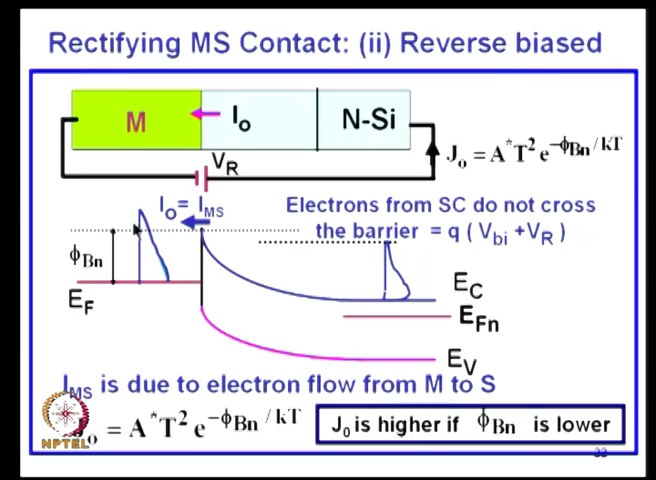 Rectifying MS Contact: (ii) Reverse biased
M
I₀
N-Si
V_R
J₀ = A*T² e^(-ϕ_Bn/kT)
I₀ = I_MS
Electrons from SC do not cross
the barrier = q ( V_bi + V_R )
ϕ_Bn
E_F
E_C
E_Fn
E_V
I_MS is due to electron flow from M to S
₀ = A*T² e^(-ϕ_Bn /kT)
J₀ is higher if ϕ_Bn is lower
NPTEL